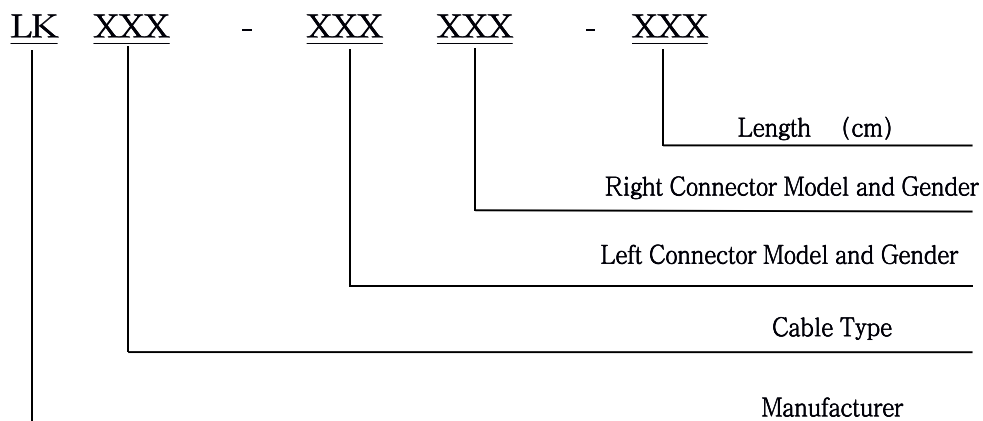 LK XXX - XXX XXX - XXX
Length (cm)
Right Connector Model and Gender
Left Connector Model and Gender
Cable Type
Manufacturer